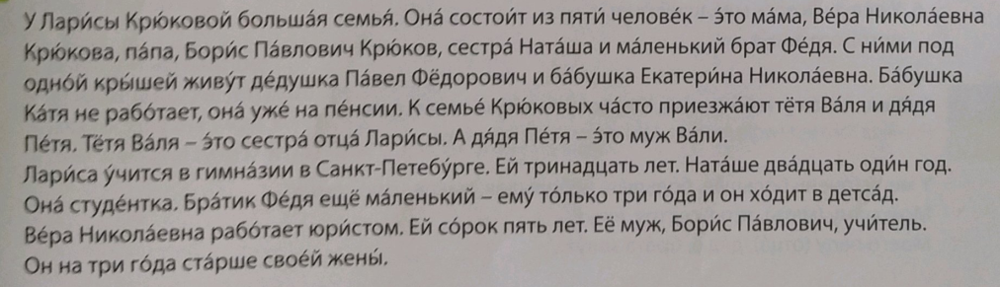 У Лари́сы Крю́ковой больша́я семья́. Она́ состои́т из пяти́ челове́к – э́то ма́ма, Ве́ра Никола́евна
Крю́кова, па́па, Бори́с Па́влович Крю́ков, сестра́ Ната́ша и ма́ленький брат Фе́дя. С ни́ми под
одно́й кры́шей живу́т де́душка Па́вел Фёдорович и ба́бушка Екатери́на Никола́евна. Ба́бушка
Ка́тя не рабо́тает, она́ уже́ на пе́нсии. К семье́ Крю́ковых ча́сто приезжа́ют тётя Ва́ля и дя́дя
Пе́тя. Тётя Ва́ля – э́то сестра́ отца́ Лари́сы. А дя́дя Пе́тя – э́то муж Ва́ли.
Лари́са у́чится в гимна́зии в Санкт-Петебу́рге. Ей трина́дцать лет. Ната́ше два́дцать оди́н год.
Она́ студе́нтка. Бра́тик Фе́дя ещё ма́ленький – ему́ то́лько три го́да и он хо́дит в детса́д.
Ве́ра Никола́евна рабо́тает юри́стом. Ей со́рок пять лет. Её муж, Бори́с Па́влович, учи́тель.
Он на три го́да ста́рше свое́й жены́.